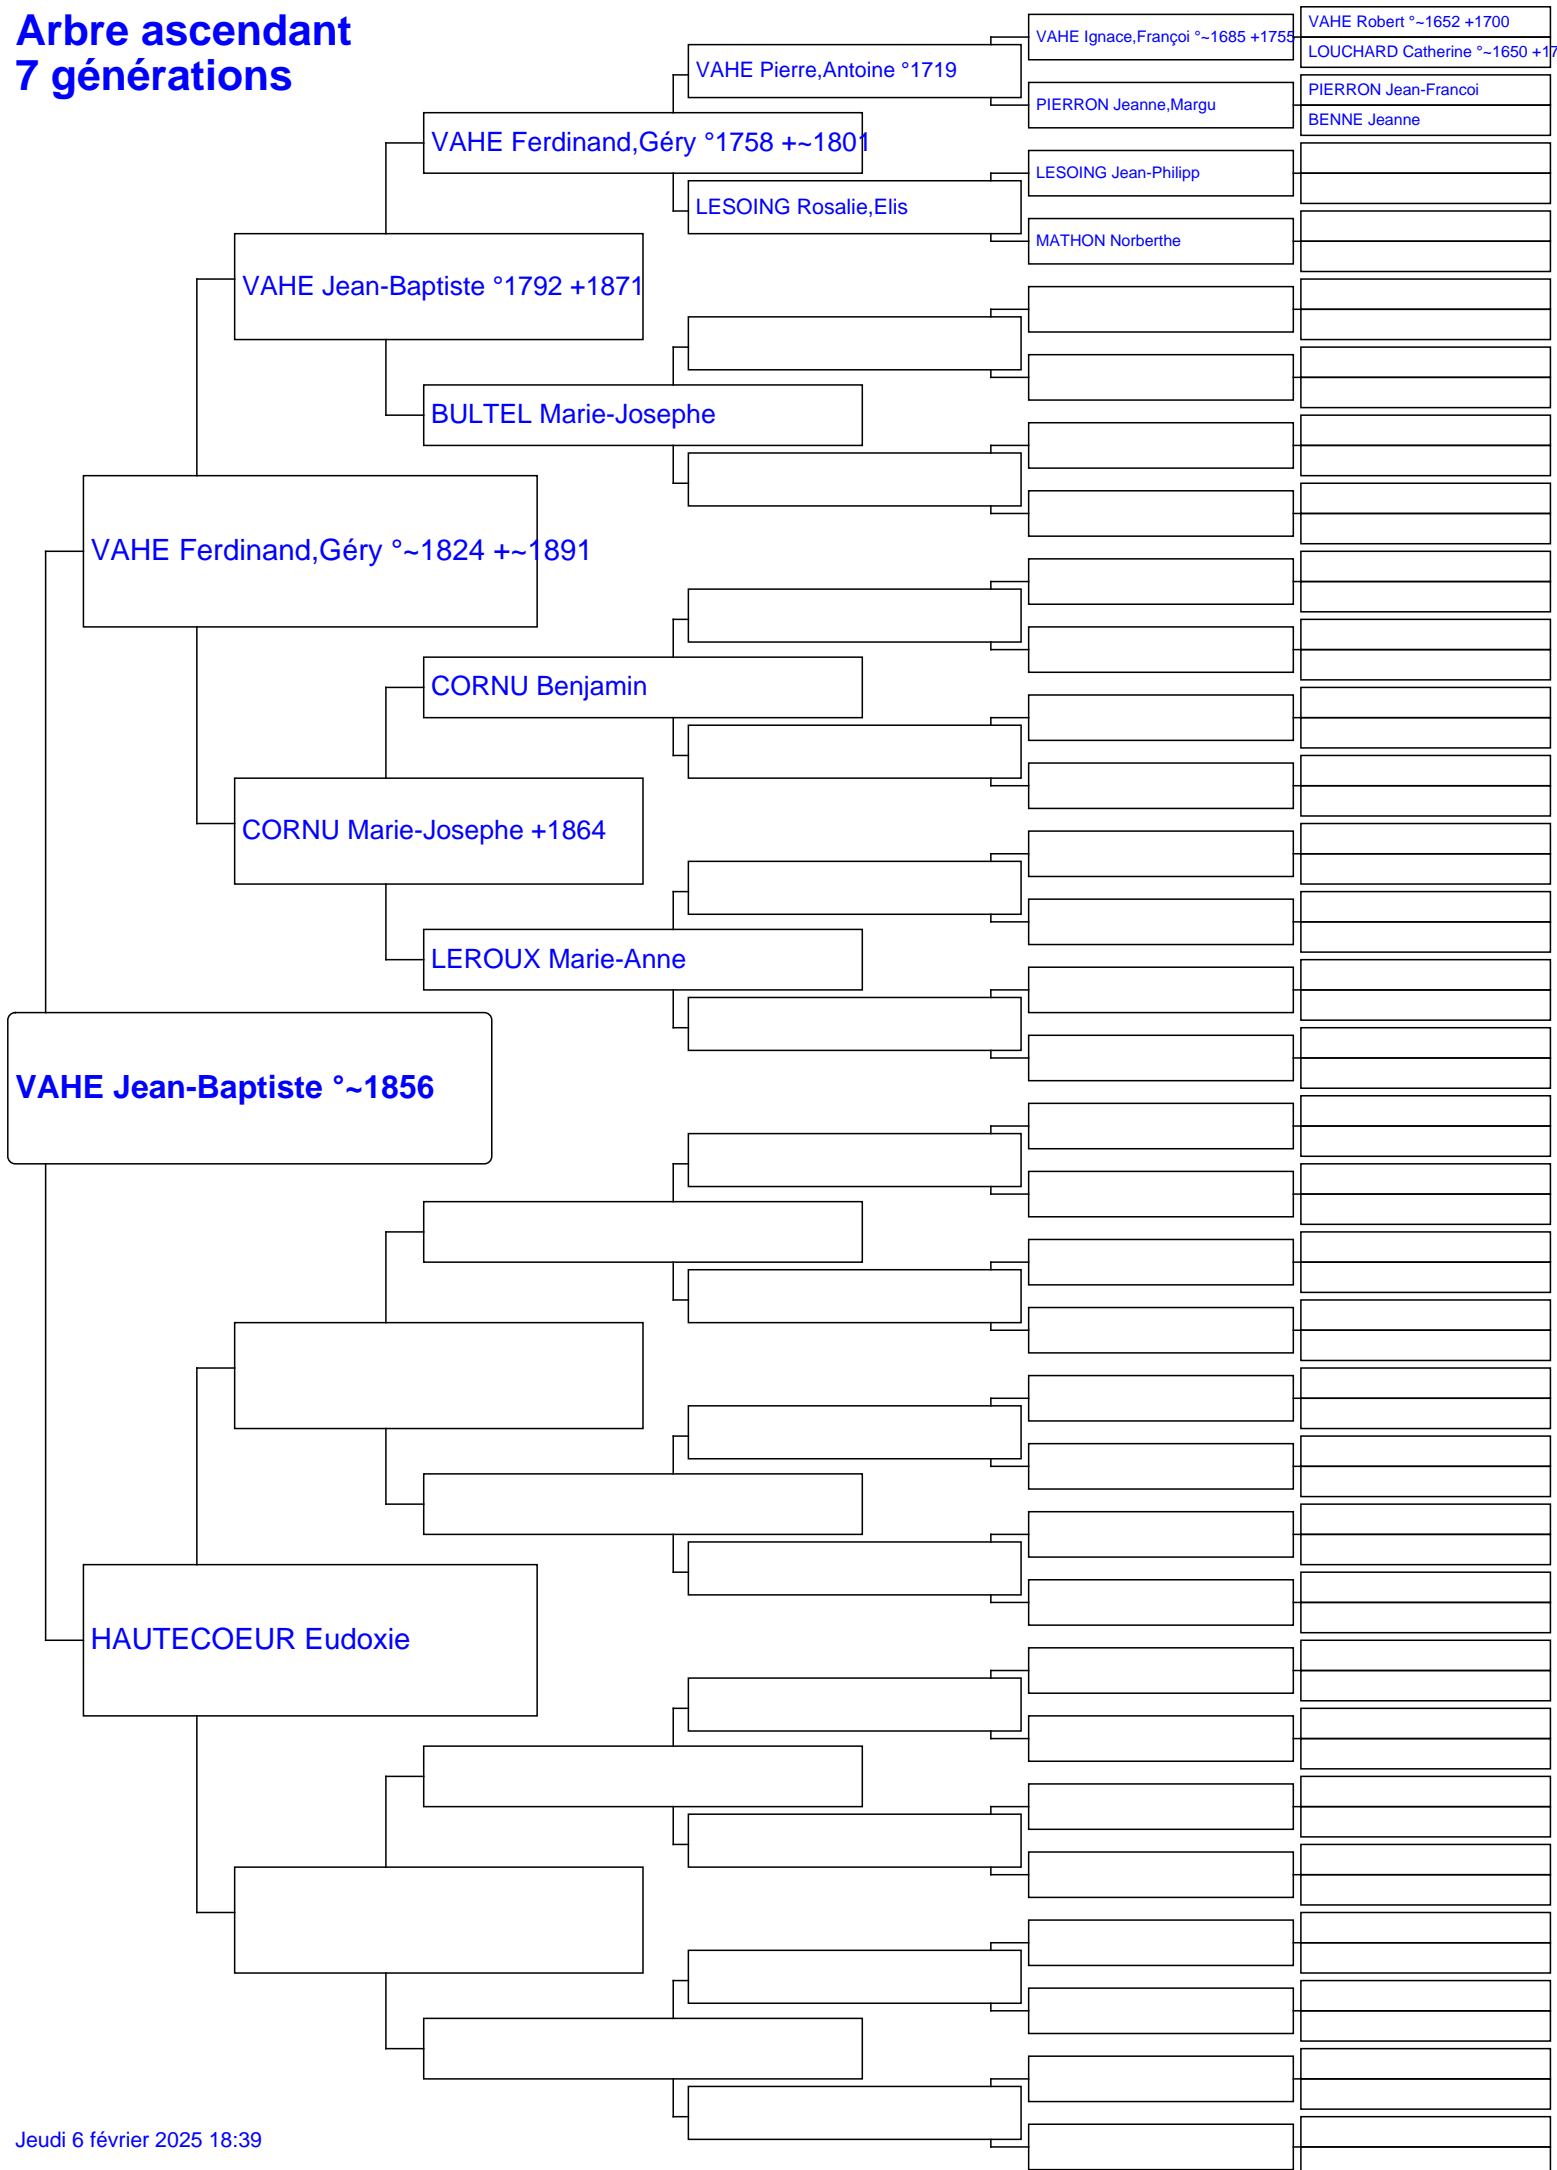 Arbre ascendant
7 générations
VAHE Jean-Baptiste °~1856
VAHE Ferdinand,Géry °~1824 +~1891
HAUTECOEUR Eudoxie
VAHE Jean-Baptiste °1792 +1871
CORNU Marie-Josephe +1864
VAHE Ferdinand,Géry °1758 +~1801
BULTEL Marie-Josephe
CORNU Benjamin
LEROUX Marie-Anne
VAHE Pierre,Antoine °1719
LESOING Rosalie,Elis
VAHE Ignace,Françoi °~1685 +1755
PIERRON Jeanne,Margu
LESOING Jean-Philipp
MATHON Norberthe
VAHE Robert °~1652 +1700
LOUCHARD Catherine °~1650 +17
PIERRON Jean-Francoi
BENNE Jeanne
Jeudi 6 février 2025 18:39